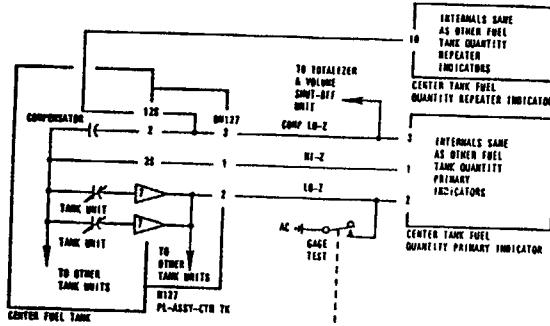 10
INTERNALS SAME
AS OTHER FUEL
TANK QUANTITY
REPEATER
INDICATORS
CENTER TANK FUEL
QUANTITY REPEATER INDICATOR
TO TOTALIZER
& VOLUME
SHUT-OFF
UNIT
COMPENSATOR
12S
2
3
COMP LO-Z
3
INTERNALS SAME
AS OTHER FUEL
TANK QUANTITY
PRIMARY
INDICATORS
2S
1
HI-Z
1
2
LO-Z
2
TANK UNIT
TANK UNIT
AC
GAGE
TEST
CENTER TANK FUEL
QUANTITY PRIMARY INDICATOR
TO OTHER
TANK UNITS
TO
OTHER
TANK UNITS
PL-ASSY-CTR TK
CENTER FUEL TANK